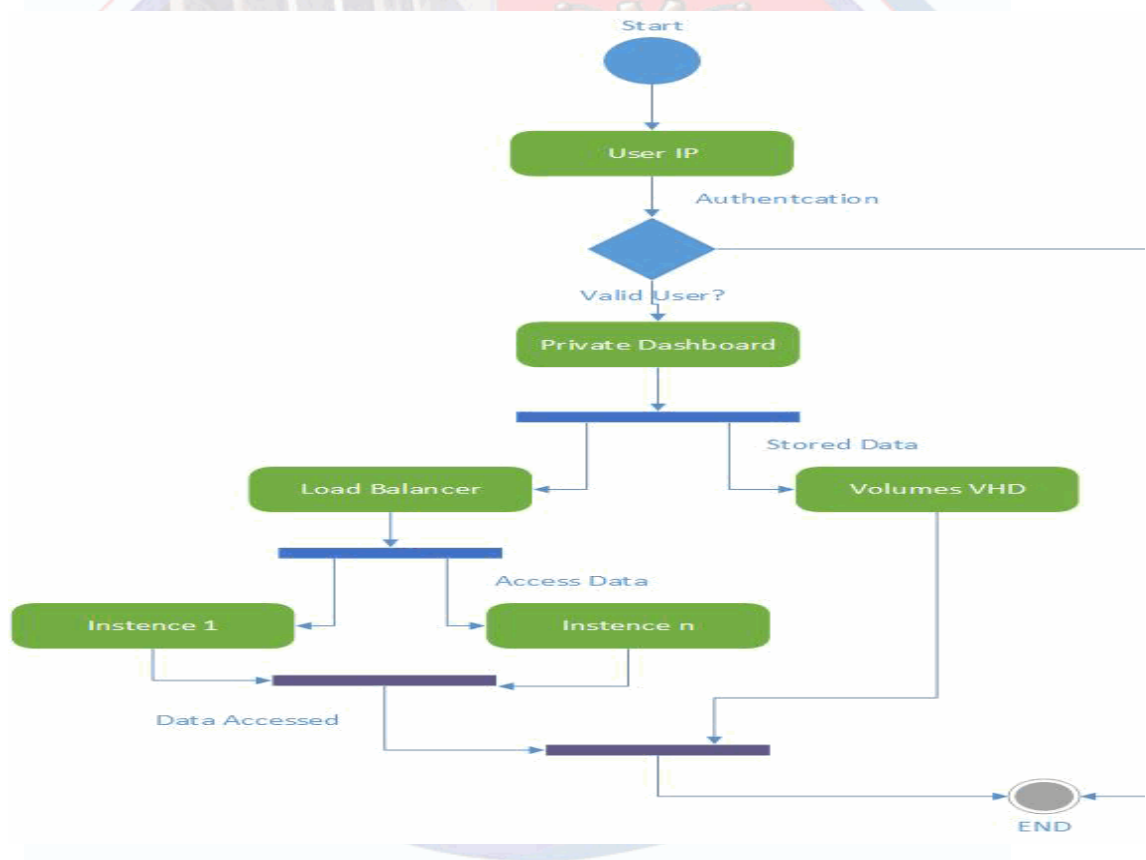 Start
User IP
Authentcation
Valid User?
Private Dashboard
Stored Data
Load Balancer
Volumes VHD
Access Data
Instence 1
Instence n
Data Accessed
END